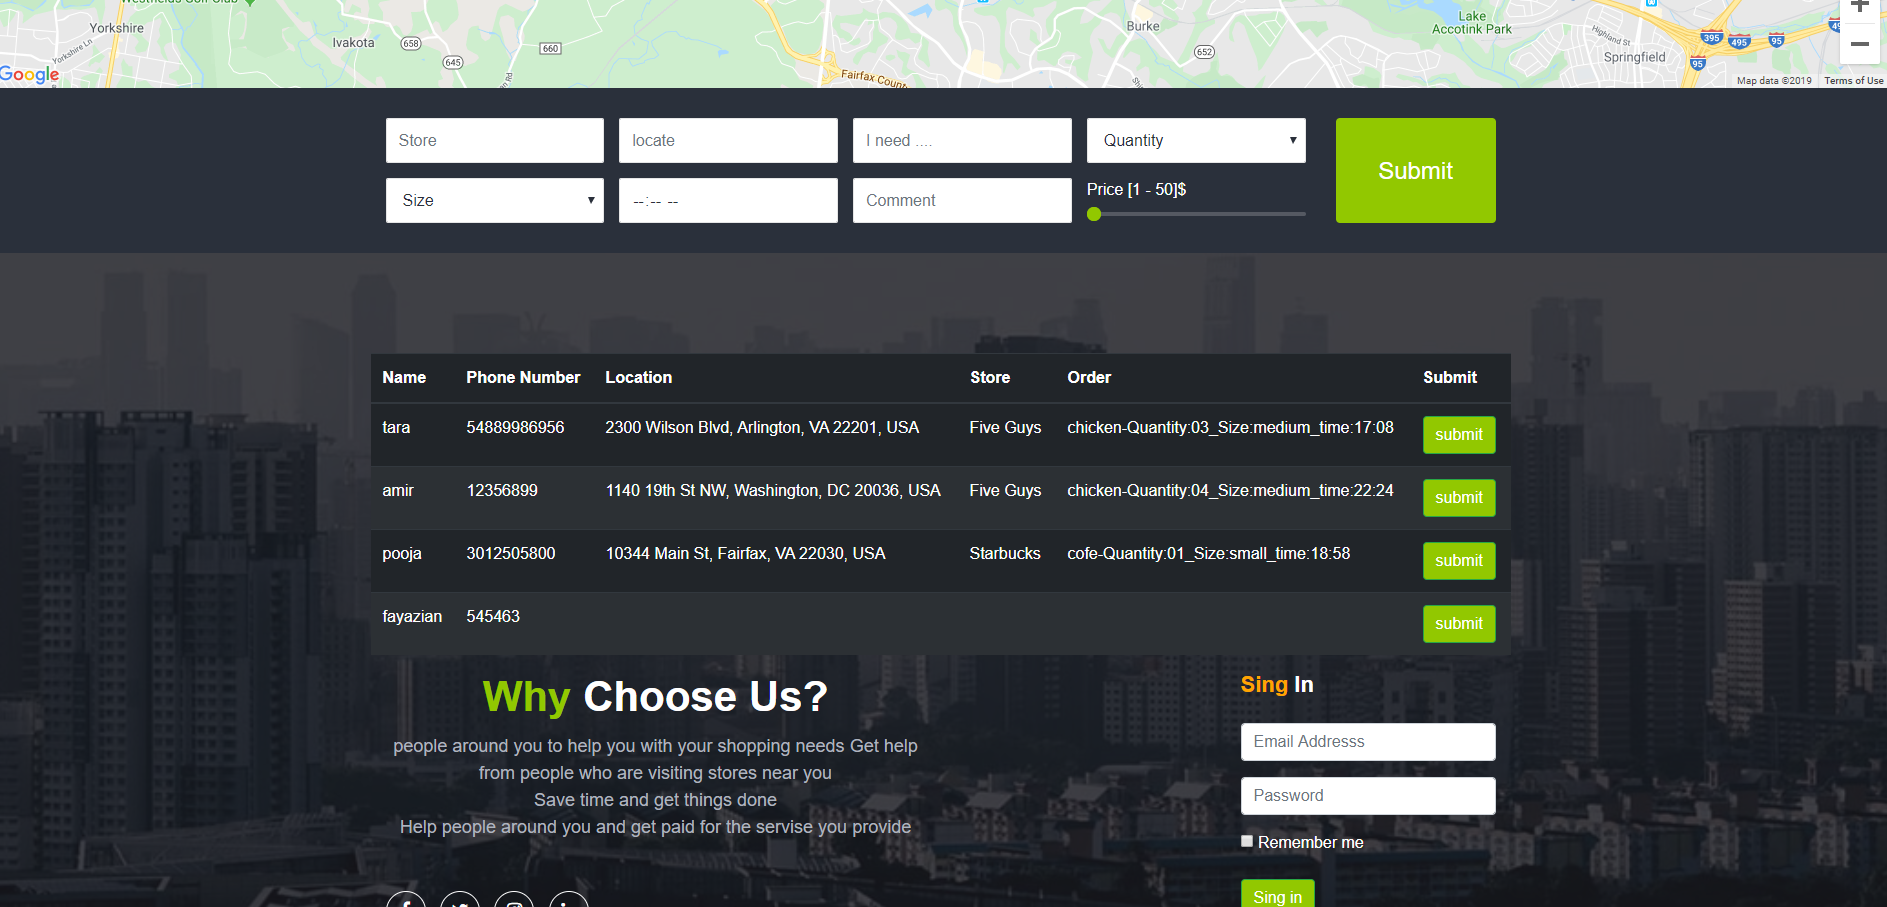 Westfields Golf Club
Yorkshire
Yorkshire Ln
Ivakota
658
645
660
Fairfax County
Burke
652
Lake
Accotink Park
Highland St
Springfield
395
495
95
95
Google
Map data ©2019
Terms of Use
Store
locate
I need ....
Quantity
Submit
Size
--:-- --
Comment
Price [1 - 50]$
Name Phone Number Location Store Order Submit
tara 54889986956 2300 Wilson Blvd, Arlington, VA 22201, USA Five Guys chicken-Quantity:03_Size:medium_time:17:08 submit
amir 12356899 1140 19th St NW, Washington, DC 20036, USA Five Guys chicken-Quantity:04_Size:medium_time:22:24 submit
pooja 3012505800 10344 Main St, Fairfax, VA 22030, USA Starbucks cofe-Quantity:01_Size:small_time:18:58 submit
fayazian 545463 submit
Why Choose Us?
people around you to help you with your shopping needs Get help
from people who are visiting stores near you
Save time and get things done
Help people around you and get paid for the servise you provide
Sing In
Email Addresss
Password
Remember me
Sing in